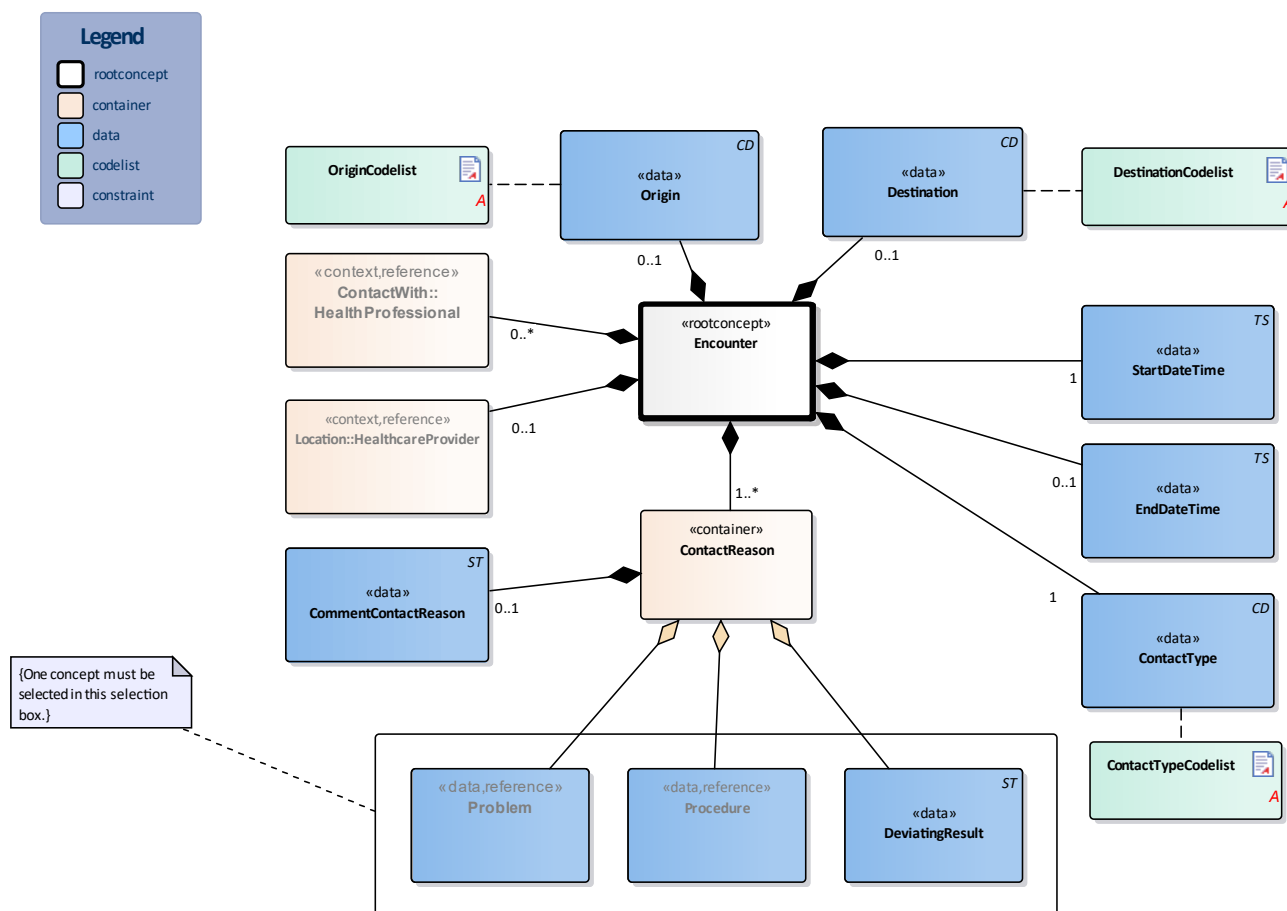 Legend
rootconcept
container
data
codelist
constraint
OriginCodelist
A
CD
«data»
Origin
CD
«data»
Destination
DestinationCodelist
A
0..1
0..1
«context,reference»
ContactWith::
HealthProfessional
0..*
«rootconcept»
Encounter
TS
«data»
StartDateTime
1
«context,reference»
Location::HealthcareProvider
0..1
TS
«data»
EndDateTime
0..1
1..*
«container»
ContactReason
ST
«data»
CommentContactReason
0..1
1
CD
«data»
ContactType
{One concept must be
selected in this selection
box.}
ContactTypeCodelist
A
«data,reference»
Problem
«data,reference»
Procedure
ST
«data»
DeviatingResult